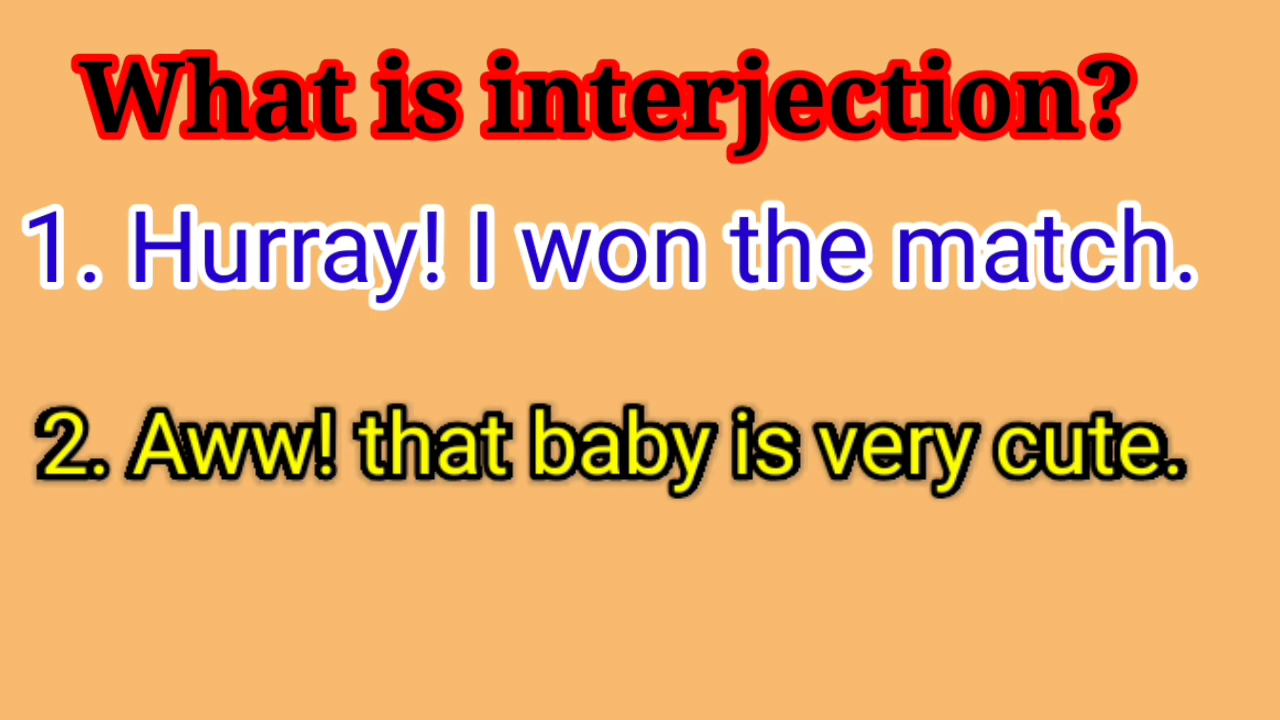 What is interjection?
1. Hurray! I won the match.
2. Aww! that baby is very cute.